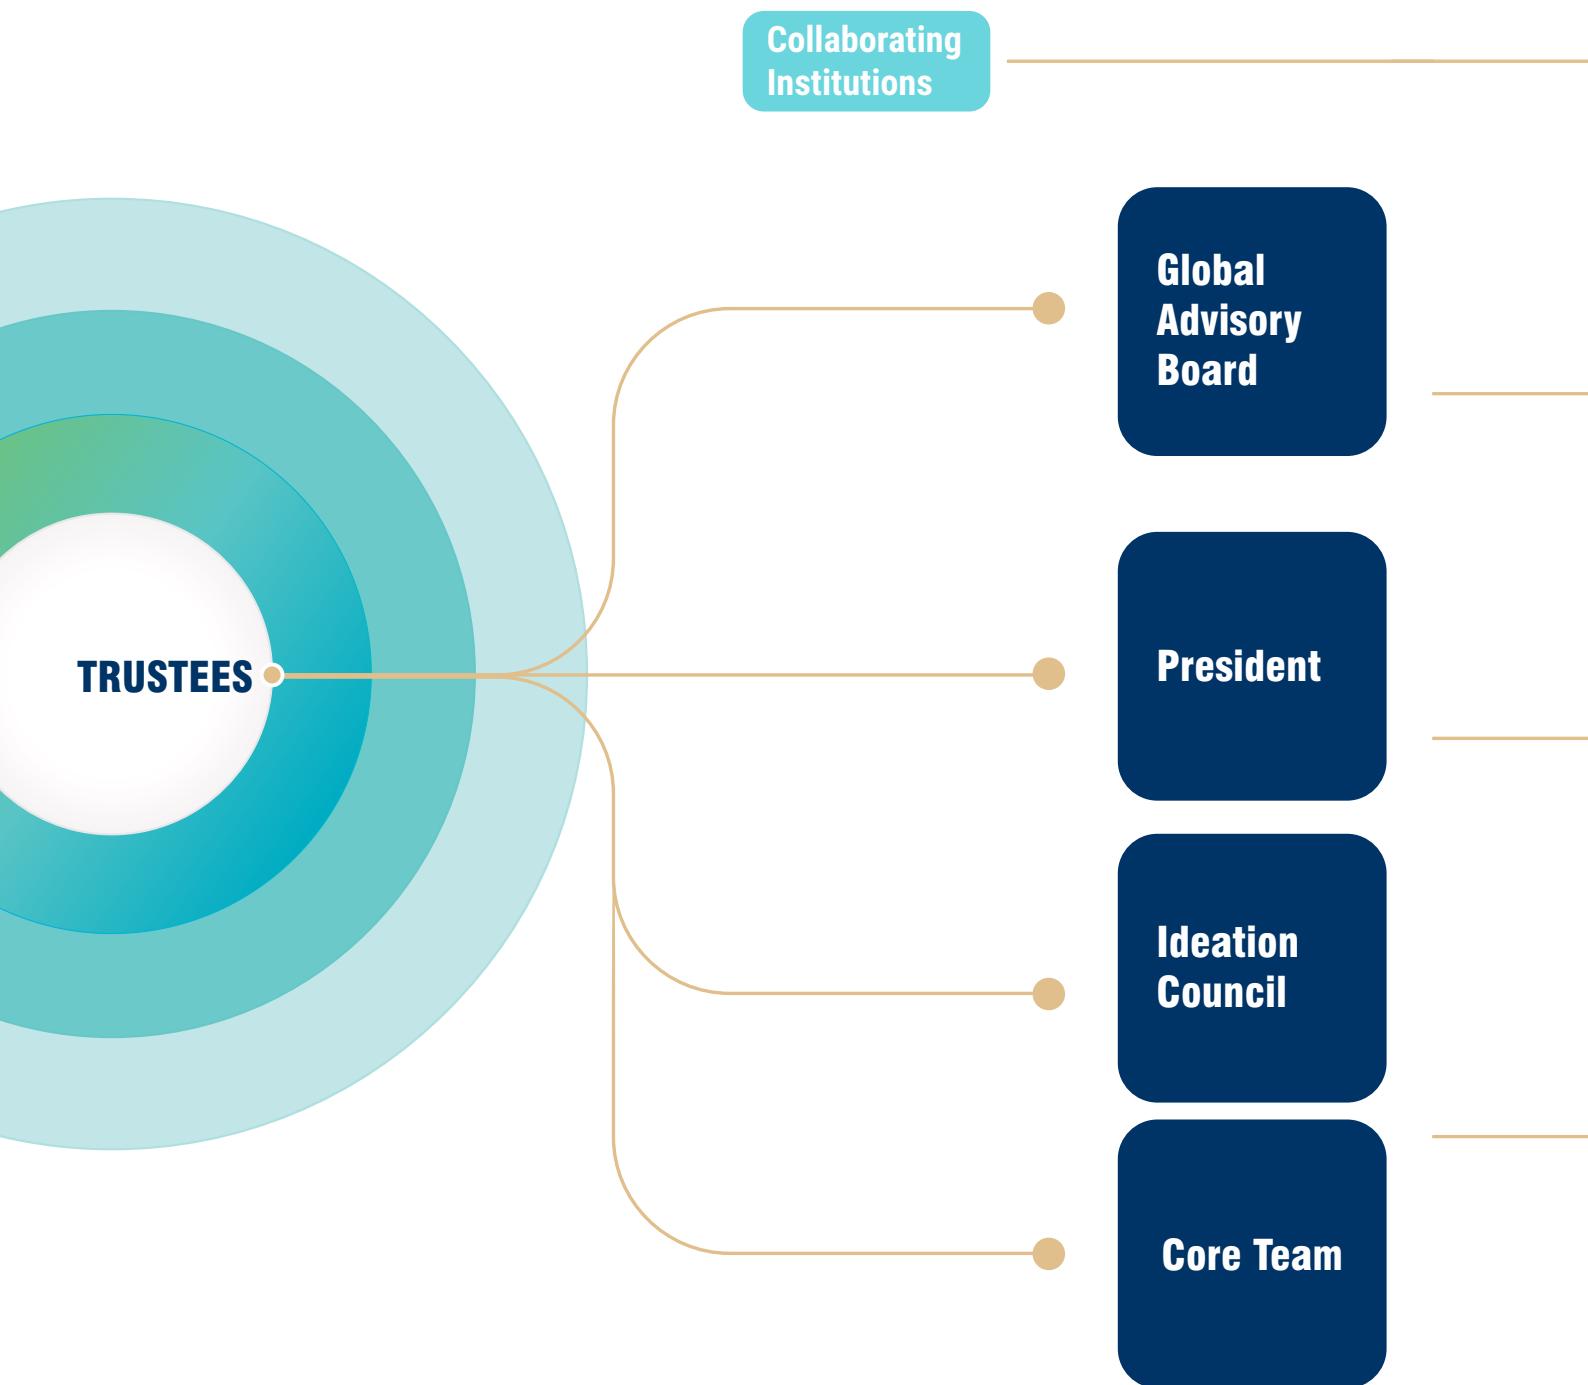 Collaborating
Institutions
Global
Advisory
Board
TRUSTEES
President
Ideation
Council
Core Team